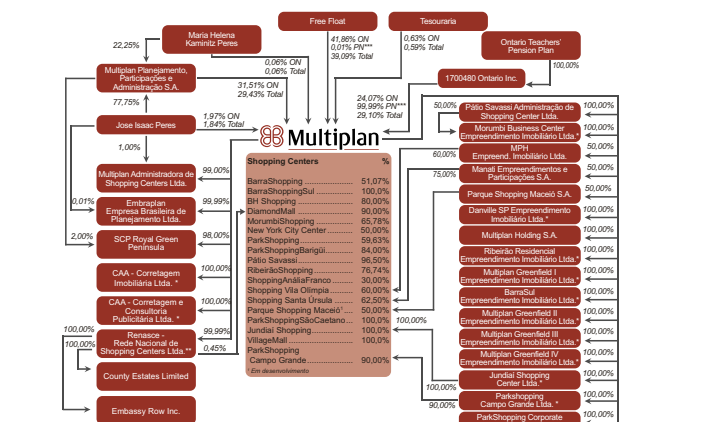 Maria Helena
Kaminitz Peres
Free Float
Tesouraria
Ontario Teachers'
Pension Plan
22,25%
41,86% ON
0,01% PN***
39,09% Total
0,63% ON
0,59% Total
100,00%
Multiplan Planejamento,
Participações e
Administração S.A.
0,06% ON
0,06% Total
1700480 Ontario Inc.
31,51% ON
29,43% Total
24,07% ON
99,99% PN***
29,10% Total
77,75%
Jose Isaac Peres
1,97% ON
1,84% Total
Multiplan
1,00%
Multiplan Administradora de
Shopping Centers Ltda.
99,00%
0,01%
Embraplan
Empresa Brasileira de
Planejamento Ltda.
99,99%
2,00%
SCP Royal Green
Península
98,00%
CAA - Corretagem
Imobiliária Ltda. *
100,00%
CAA - Corretagem e
Consultoria
Publicitária Ltda. *
100,00%
100,00%
Renasce -
Rede Nacional de
Shopping Centers Ltda.**
99,99%
0,45%
100,00%
County Estates Limited
Embassy Row Inc.
Shopping Centers %
BarraShopping 51,07%
BarraShoppingSul 100,0%
BH Shopping 80,00%
DiamondMall 90,00%
MorumbiShopping 65,78%
New York City Center 50,00%
ParkShopping 59,63%
ParkShoppingBarigüi 84,00%
Pátio Savassi 96,50%
RibeirãoShopping 76,74%
ShoppingAnáliaFranco 30,00%
Shopping Vila Olímpia 60,00%
Shopping Santa Úrsula 62,50%
Parque Shopping Maceió¹ 50,00%
ParkShoppingSãoCaetano 100,0%
Jundiaí Shopping 100,0%
VillageMall 100,0%
ParkShopping
Campo Grande 90,00%
¹ Em desenvolvimento
50,00%
Pátio Savassi Administração de
Shopping Center Ltda.
100,00%
Morumbi Business Center
Empreendimento Imobiliário Ltda.*
100,00%
60,00%
MPH
Empreend. Imobiliário Ltda.
50,00%
75,00%
Manati Empreendimentos e
Participações S.A.
50,00%
Parque Shopping Maceió S.A.
50,00%
Danville SP Empreendimento
Imobiliário Ltda.*
100,00%
Multiplan Holding S.A.
100,00%
Ribeirão Residencial
Empreendimento Imobiliário Ltda.*
100,00%
Multiplan Greenfield I
Empreendimento Imobiliário Ltda.*
100,00%
BarraSul
Empreendimento Imobiliário Ltda.*
100,00%
Multiplan Greenfield II
Empreendimento Imobiliário Ltda.*
100,00%
Multiplan Greenfield III
Empreendimento Imobiliário Ltda.*
100,00%
Multiplan Greenfield IV
Empreendimento Imobiliário Ltda.*
100,00%
100,00%
100,00%
Jundiaí Shopping
Center Ltda.*
100,00%
90,00%
Parkshopping
Campo Grande Ltda. *
100,00%
Parkshopping Corporate
100,00%